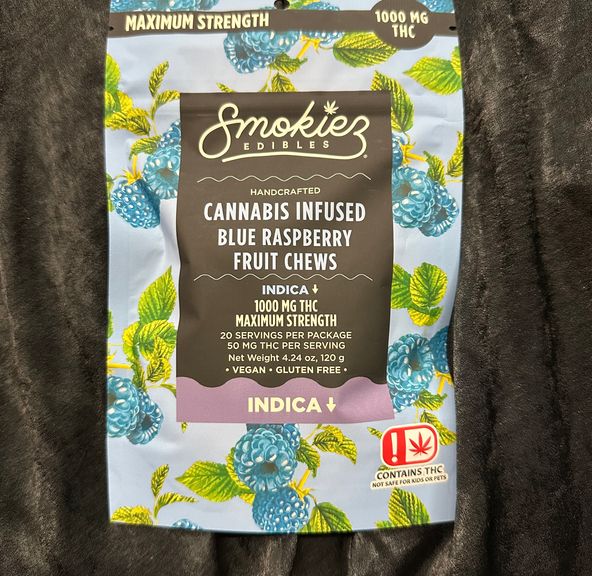 MAXIMUM STRENGTH
1000 MG
THC
Smokiez
EDIBLES
HANDCRAFTED
CANNABIS INFUSED
BLUE RASPBERRY
FRUIT CHEWS
INDICA ↓
1000 MG THC
MAXIMUM STRENGTH
20 SERVINGS PER PACKAGE
50 MG THC PER SERVING
Net Weight 4.24 oz, 120 g
• VEGAN • GLUTEN FREE •
INDICA ↓
!
CONTAINS THC
NOT SAFE FOR KIDS OR PETS